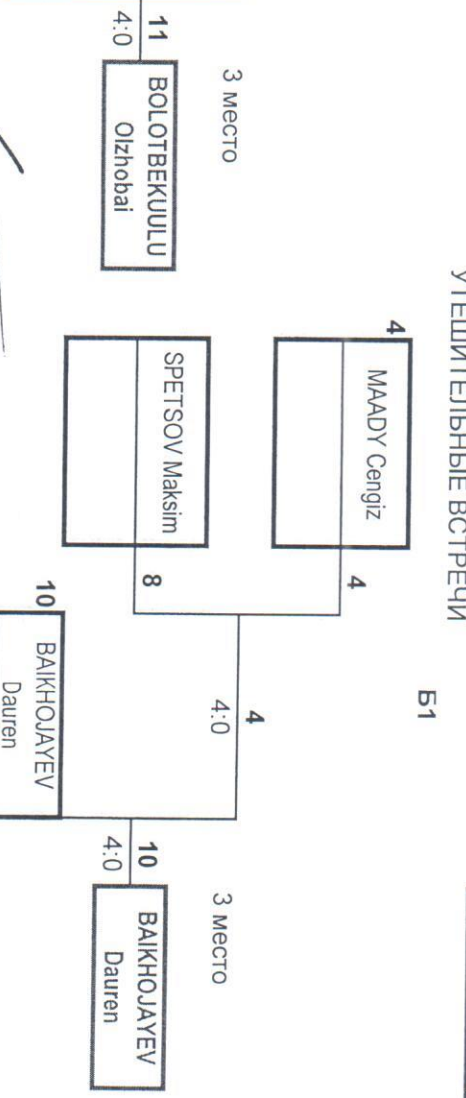 УТЕШИТЕЛЬНЫЕ ВСТРЕЧИ
Б1
4
MAADY Cengiz
4
SPETSOV Maksim
8
4
4:0
10
BAIKHOJAYEV
Dauren
10
4:0
3 место
BAIKHOJAYEV
Dauren
3 место
11
4:0
BOLOTBEKUULU
Olzhobai